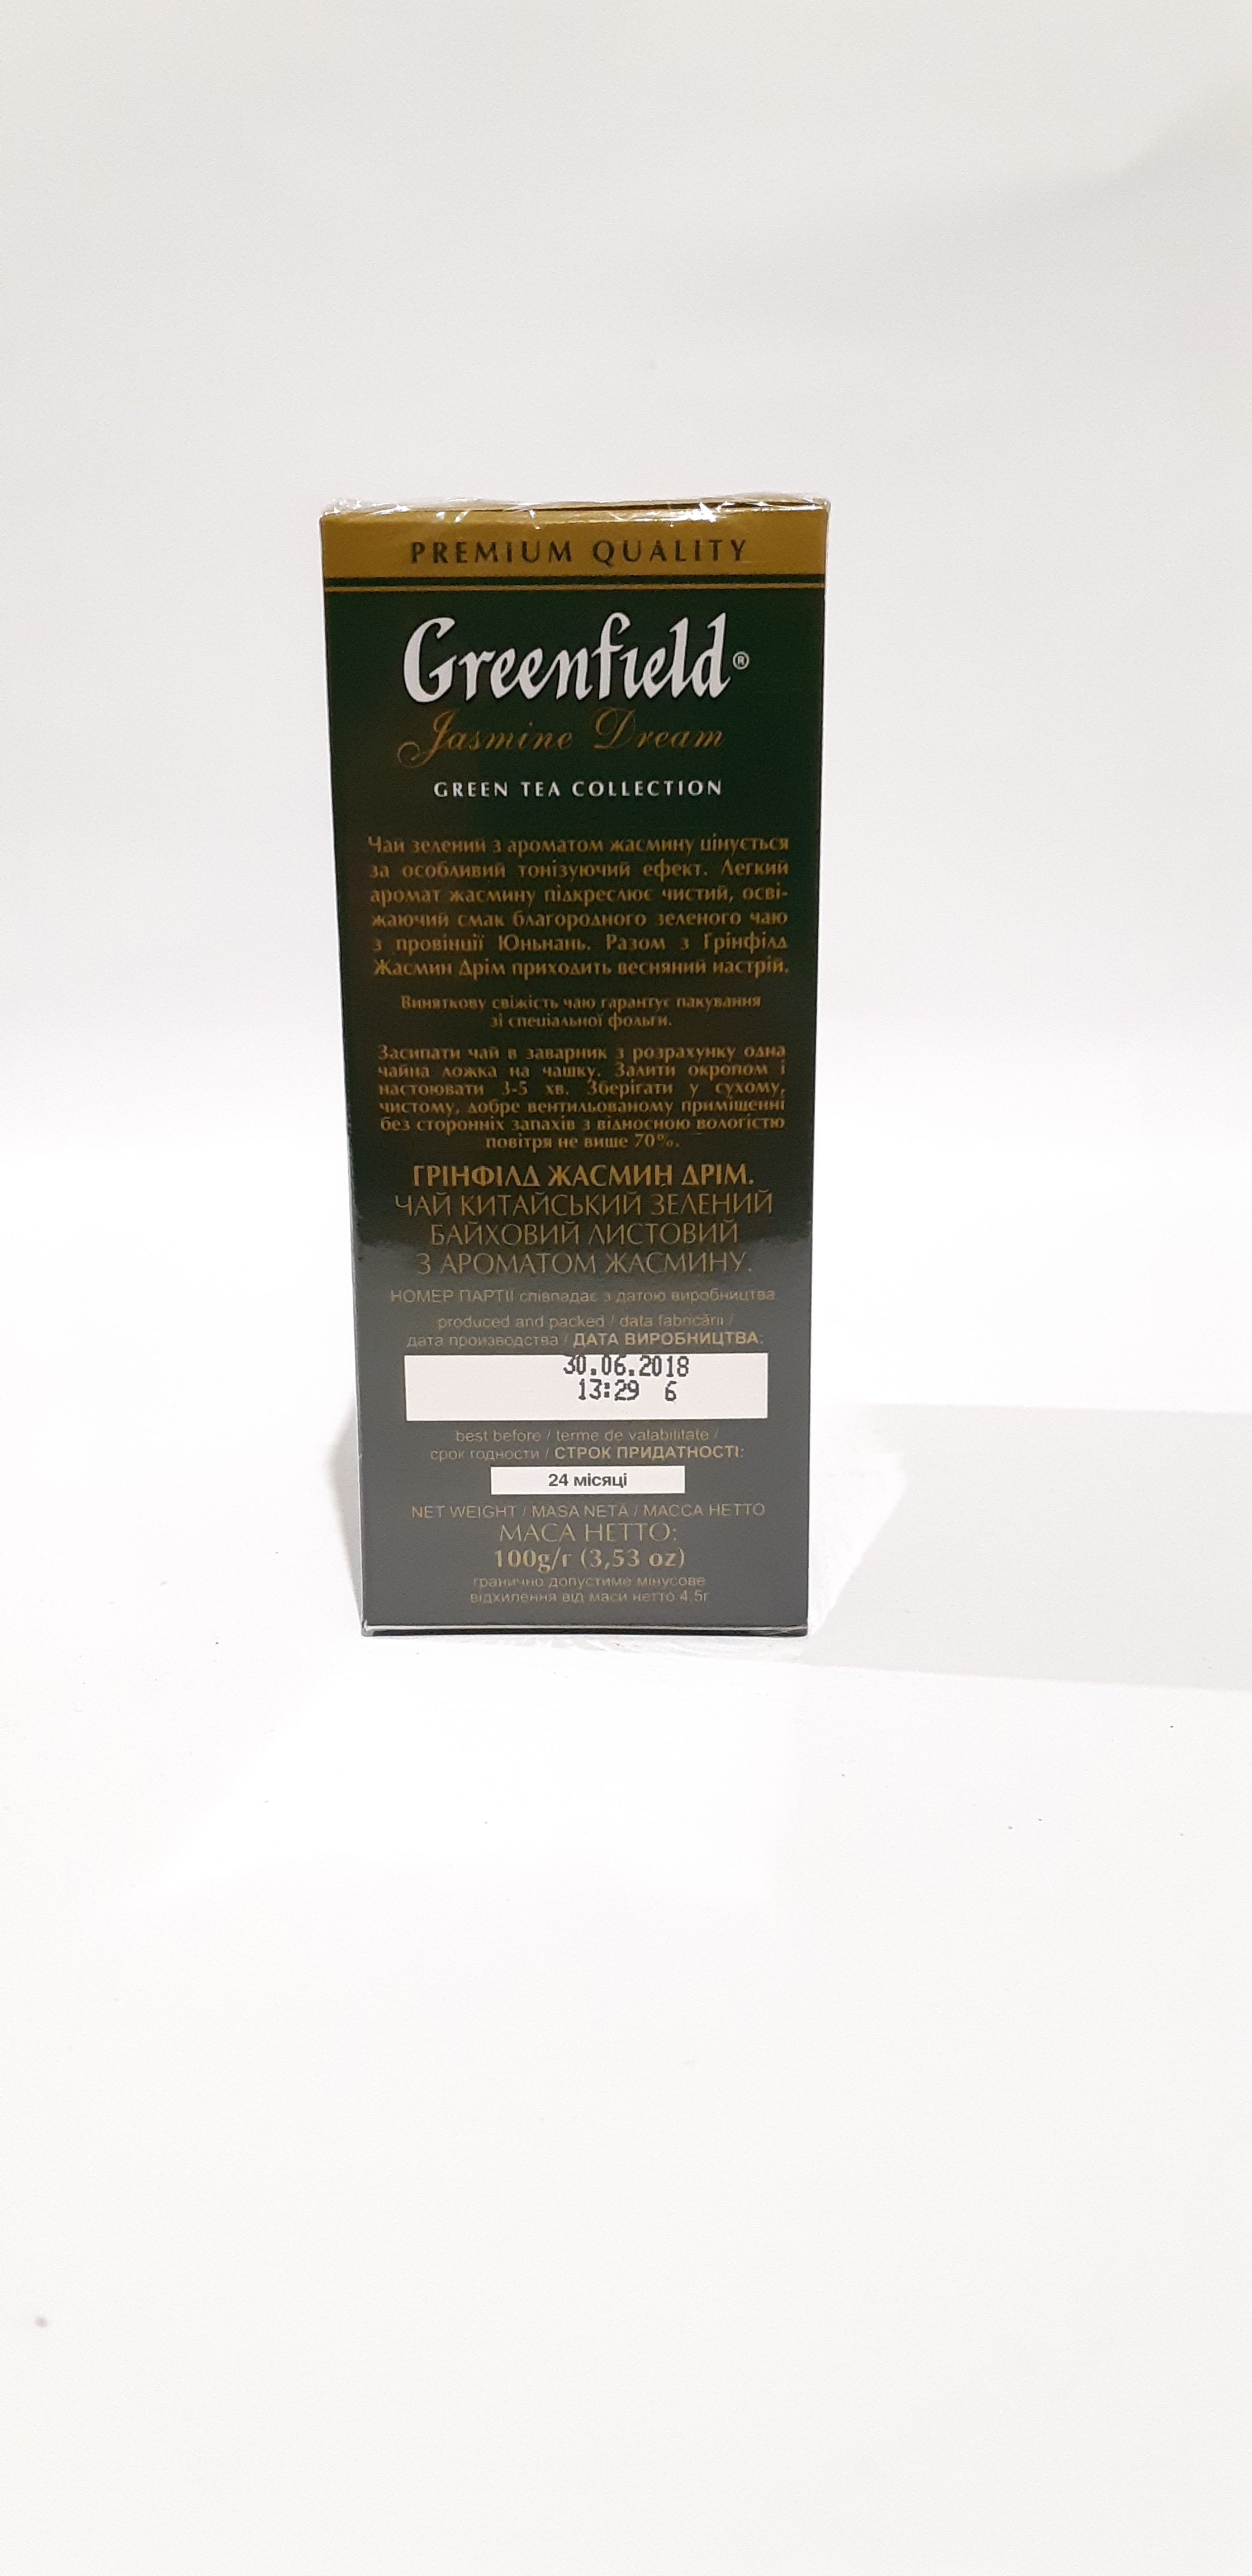 PREMIUM QUALITY
Greenfield®
Jasmine Dream
GREEN TEA COLLECTION
Чай зелений з ароматом жасмину цінується
за особливий тонізуючий ефект. Легкий
аромат жасмину підкреслює чистий, осві-
жаючий смак благородного зеленого чаю
з провінції Юньнань. Разом з Грінфілд
Жасмин Дрім приходить весняний настрій.
Виняткову свіжість чаю гарантує пакування
зі спеціальної фольги.
Засипати чай в заварник з розрахунку одна
чайна ложка на чашку. Залити окропом і
настоювати 3-5 хв. Зберігати у сухому,
чистому, добре вентильованому приміщенні
без сторонніх запахів з відносною вологістю
повітря не вище 70%.
ГРІНФІЛД ЖАСМИН ДРІМ.
ЧАЙ КИТАЙСЬКИЙ ЗЕЛЕНИЙ
БАЙХОВИЙ ЛИСТОВИЙ
З АРОМАТОМ ЖАСМИНУ.
НОМЕР ПАРТІЇ співпадає з датою виробництва
produced and packed / data fabricării /
дата производства / ДАТА ВИРОБНИЦТВА:
30.06.2018
13:29 6
best before / terme de valabilitate /
срок годности / СТРОК ПРИДАТНОСТІ:
24 місяці
NET WEIGHT / MASA NETĂ / МАССА НЕТТО
МАСА НЕТТО:
100g/г (3,53 oz)
гранично допустиме мінусове
відхилення від маси нетто 4,5г